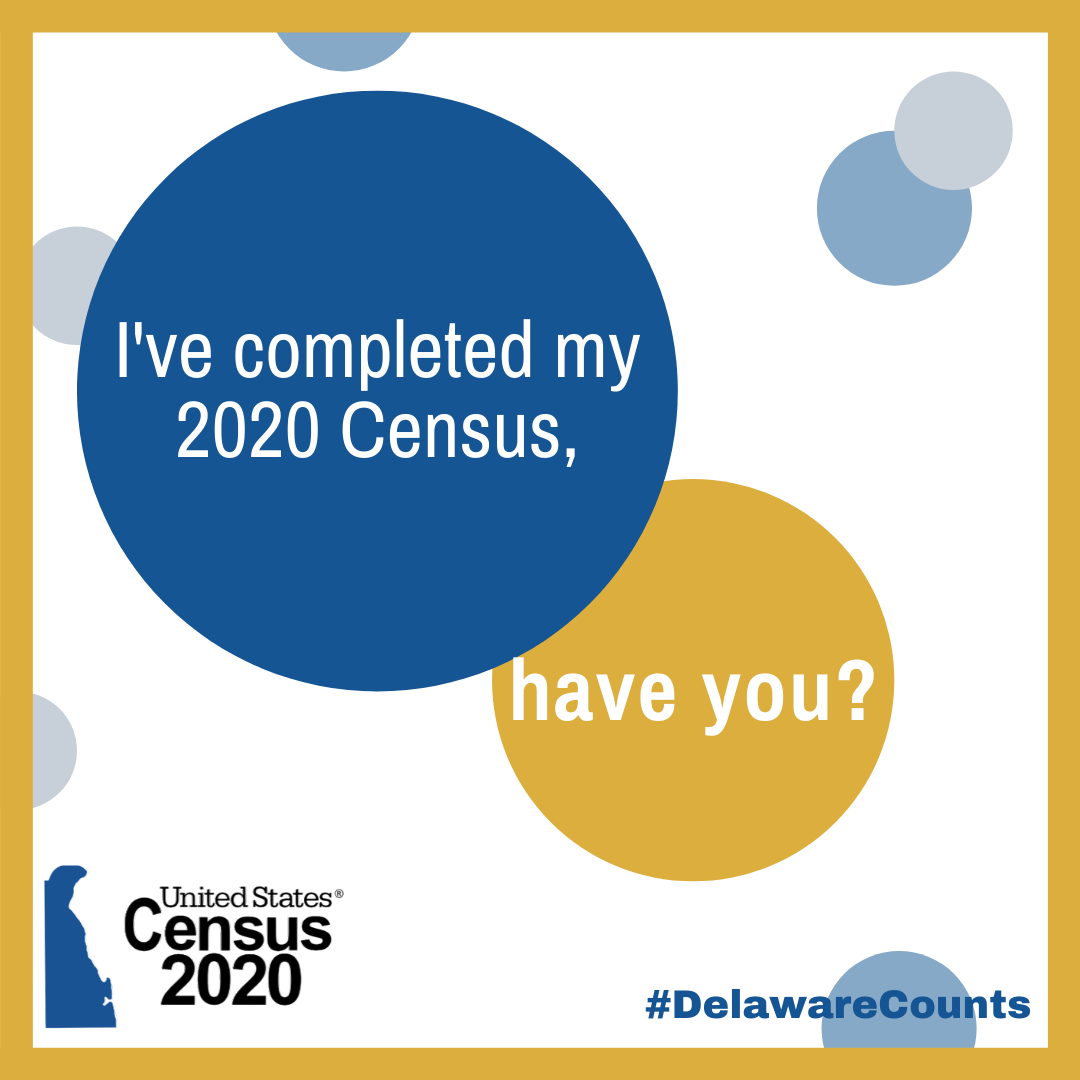 I've completed my
2020 Census,
have you?
United States®
Census
2020
#DelawareCounts